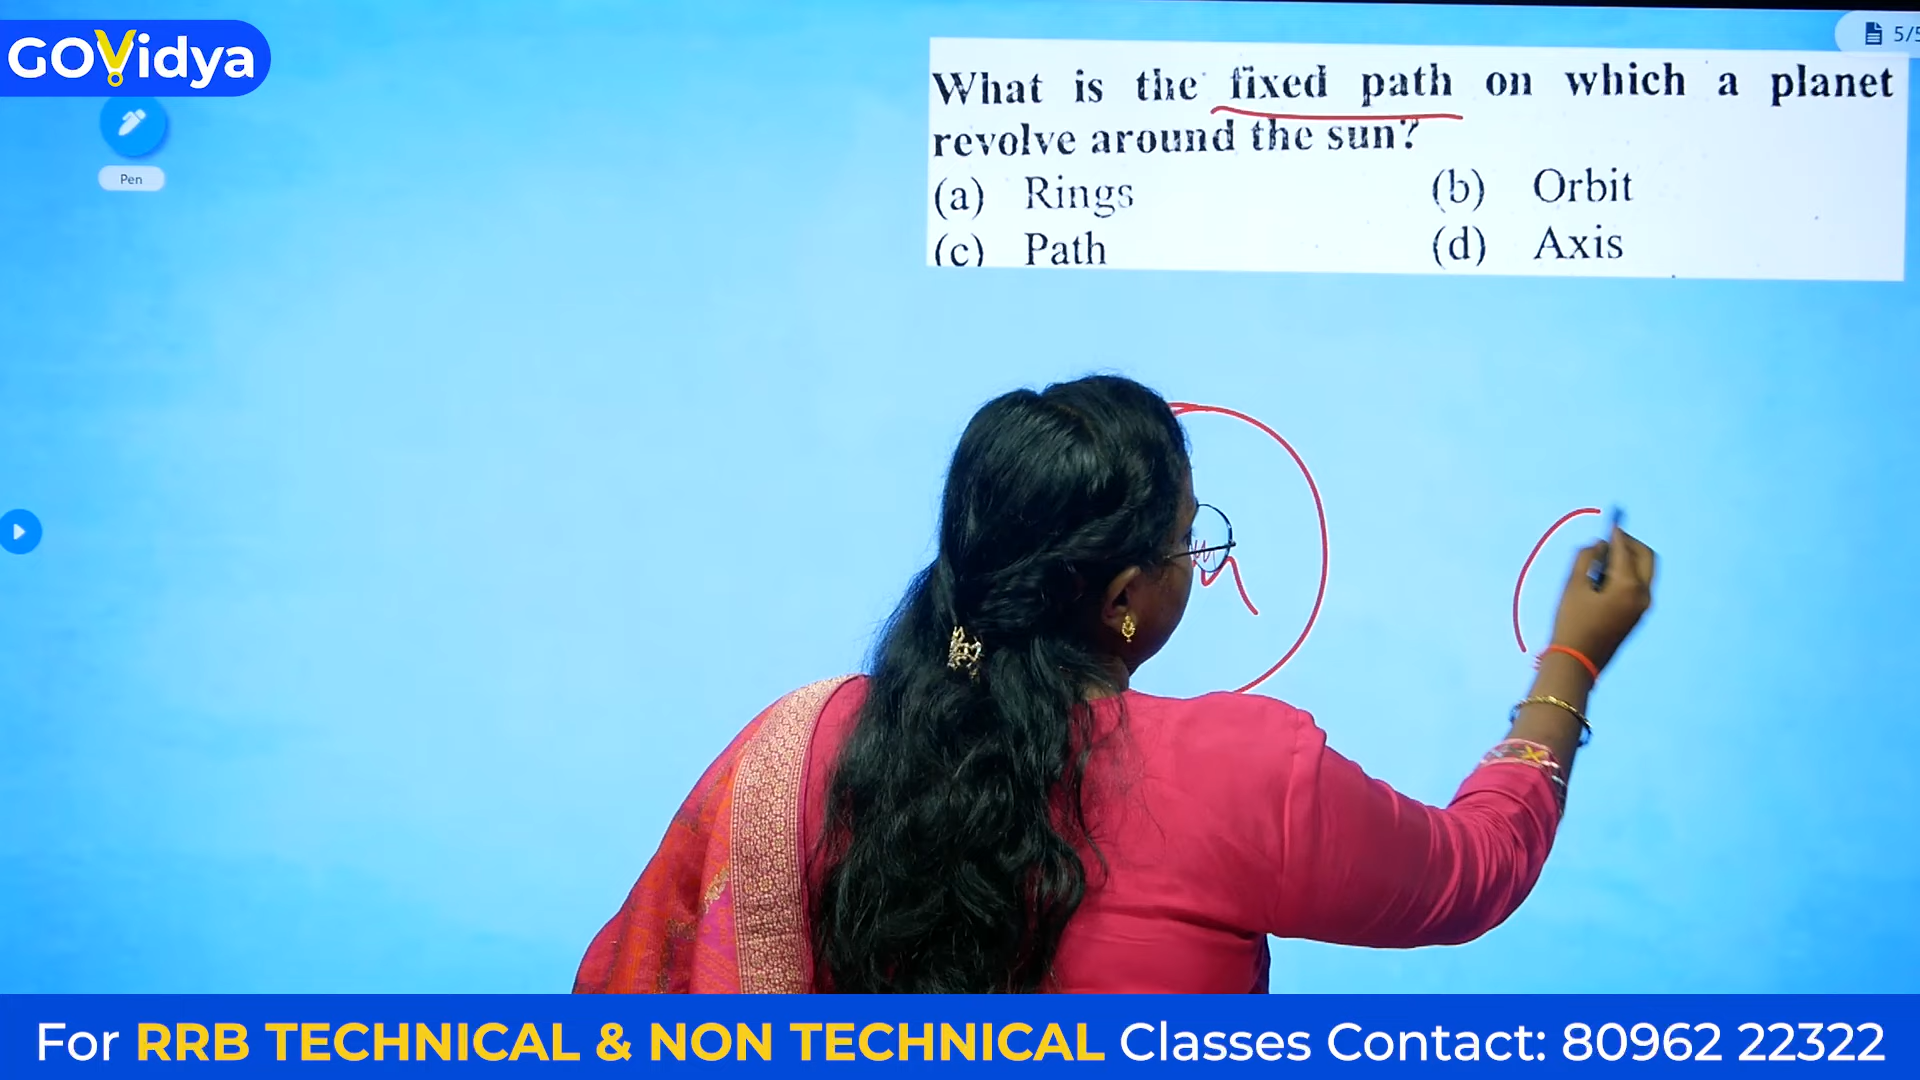 GOVidya
5/5
Pen
What is the fixed path on which a planet
revolve around the sun?
(a) Rings (b) Orbit
(c) Path (d) Axis
For RRB TECHNICAL & NON TECHNICAL Classes Contact: 80962 22322